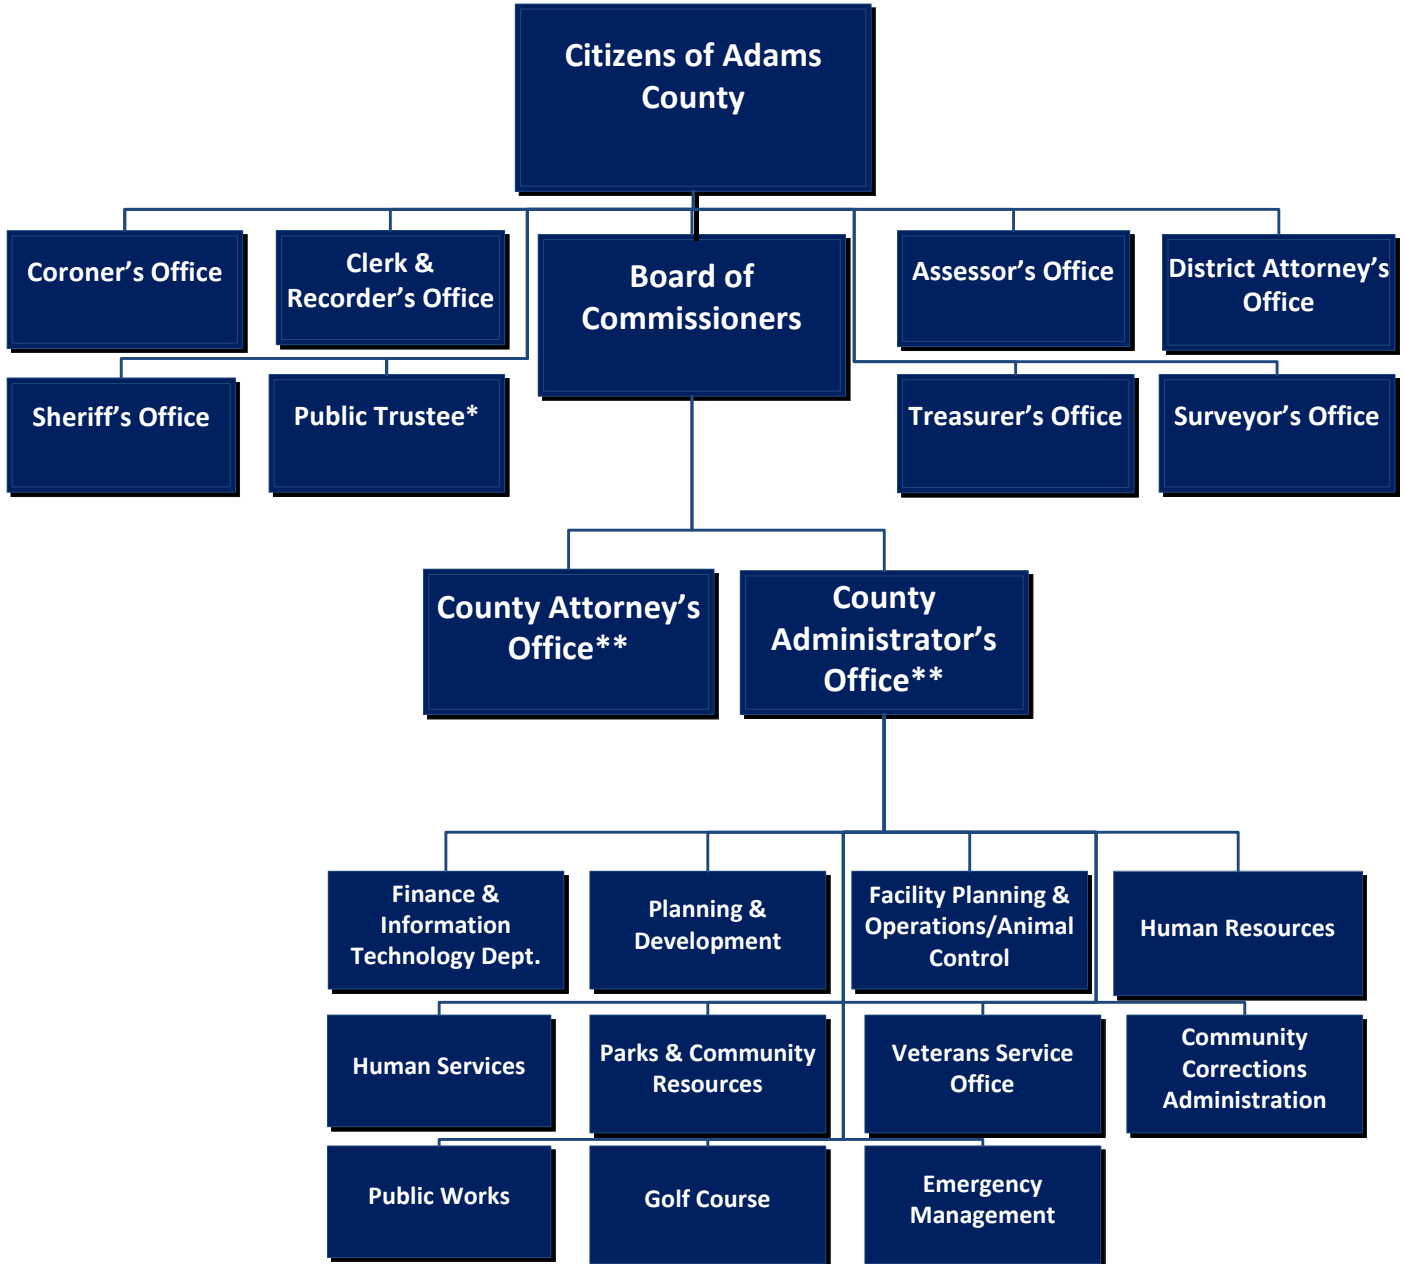 Citizens of Adams
County
Coroner’s Office
Clerk &
Recorder’s Office
Board of
Commissioners
Assessor’s Office
District Attorney’s
Office
Sheriff’s Office
Public Trustee*
Treasurer’s Office
Surveyor’s Office
County Attorney’s
Office**
County
Administrator’s
Office**
Finance &
Information
Technology Dept.
Planning &
Development
Facility Planning &
Operations/Animal
Control
Human Resources
Human Services
Parks & Community
Resources
Veterans Service
Office
Community
Corrections
Administration
Public Works
Golf Course
Emergency
Management